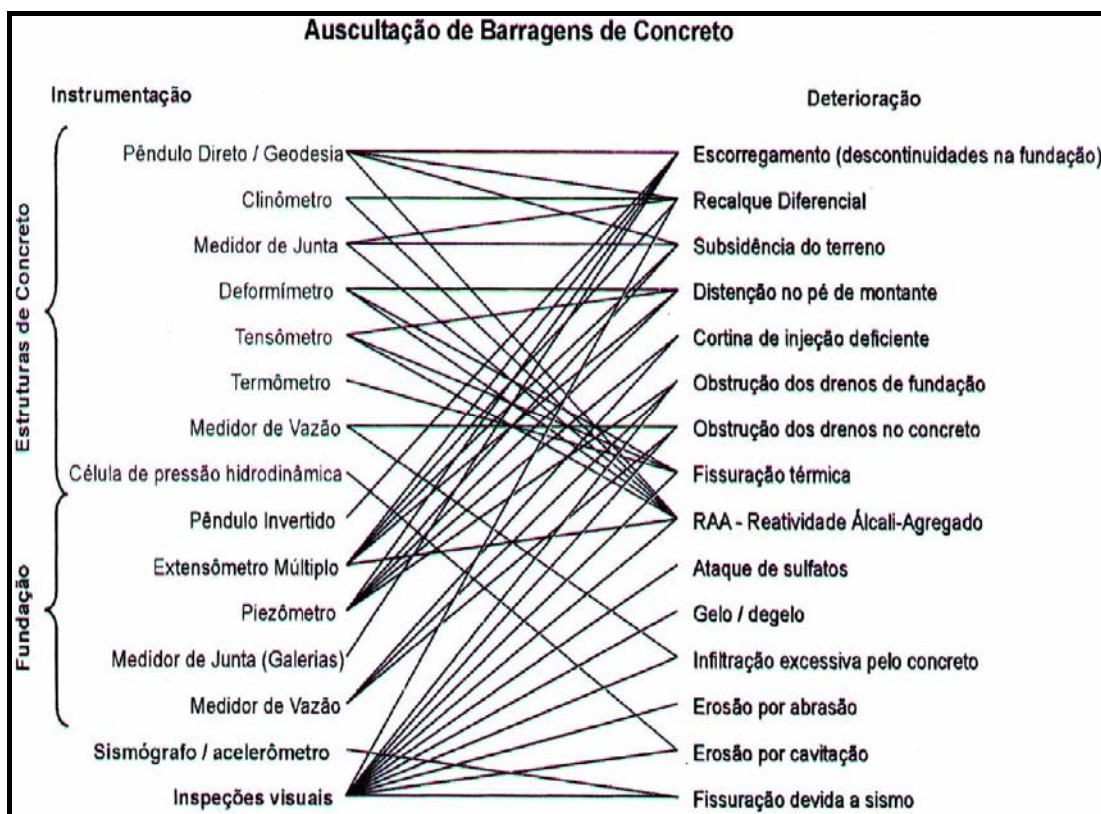 Auscultação de Barragens de Concreto
Instrumentação
Deterioração
Estruturas de Concreto
Fundação
Pêndulo Direto / Geodesia
Clinômetro
Medidor de Junta
Deformímetro
Tensômetro
Termômetro
Medidor de Vazão
Célula de pressão hidrodinâmica
Pêndulo Invertido
Extensômetro Múltiplo
Piezômetro
Medidor de Junta (Galerias)
Medidor de Vazão
Sismógrafo / acelerômetro
Inspeções visuais
Escorregamento (descontinuidades na fundação)
Recalque Diferencial
Subsidência do terreno
Distenção no pé de montante
Cortina de injeção deficiente
Obstrução dos drenos de fundação
Obstrução dos drenos no concreto
Fissuração térmica
RAA - Reatividade Álcali-Agregado
Ataque de sulfatos
Gelo / degelo
Infiltração excessiva pelo concreto
Erosão por abrasão
Erosão por cavitação
Fissuração devida a sismo